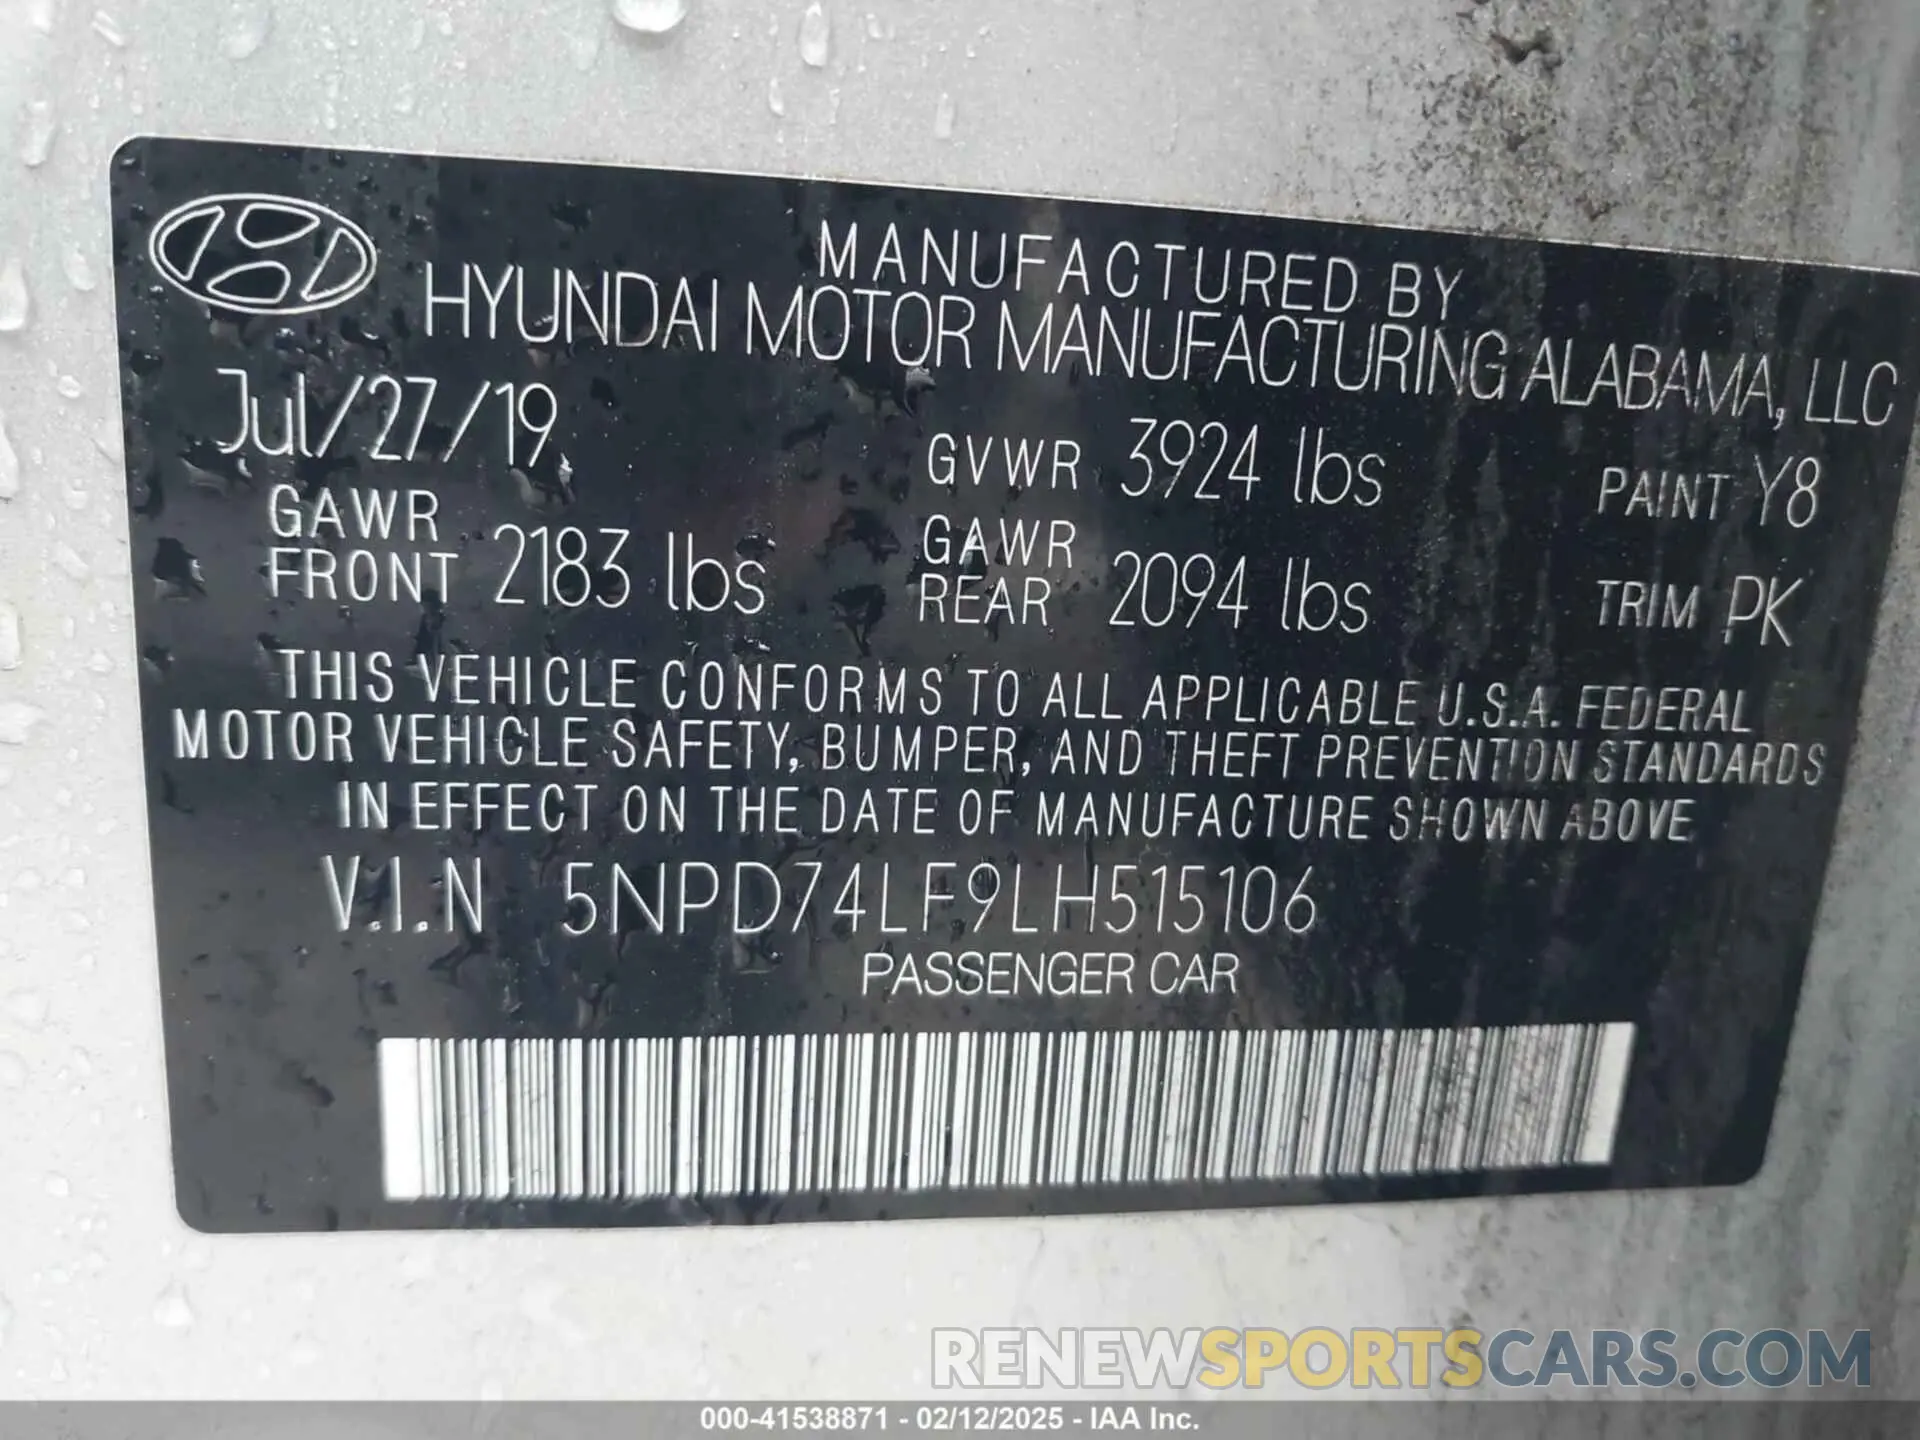 MANUFACTURED BY
HYUNDAI MOTOR MANUFACTURING ALABAMA, LLC
Jul/27/19 GVWR 3924 lbs PAINT Y8
GAWR FRONT 2183 lbs GAWR REAR 2094 lbs TRIM PK
THIS VEHICLE CONFORMS TO ALL APPLICABLE U.S.A. FEDERAL
MOTOR VEHICLE SAFETY, BUMPER, AND THEFT PREVENTION STANDARDS
IN EFFECT ON THE DATE OF MANUFACTURE SHOWN ABOVE
V.I.N 5NPD74LF9LH515106
PASSENGER CAR
RENEWSPORTSCARS.COM
000-41538871 - 02/12/2025 - IAA Inc.